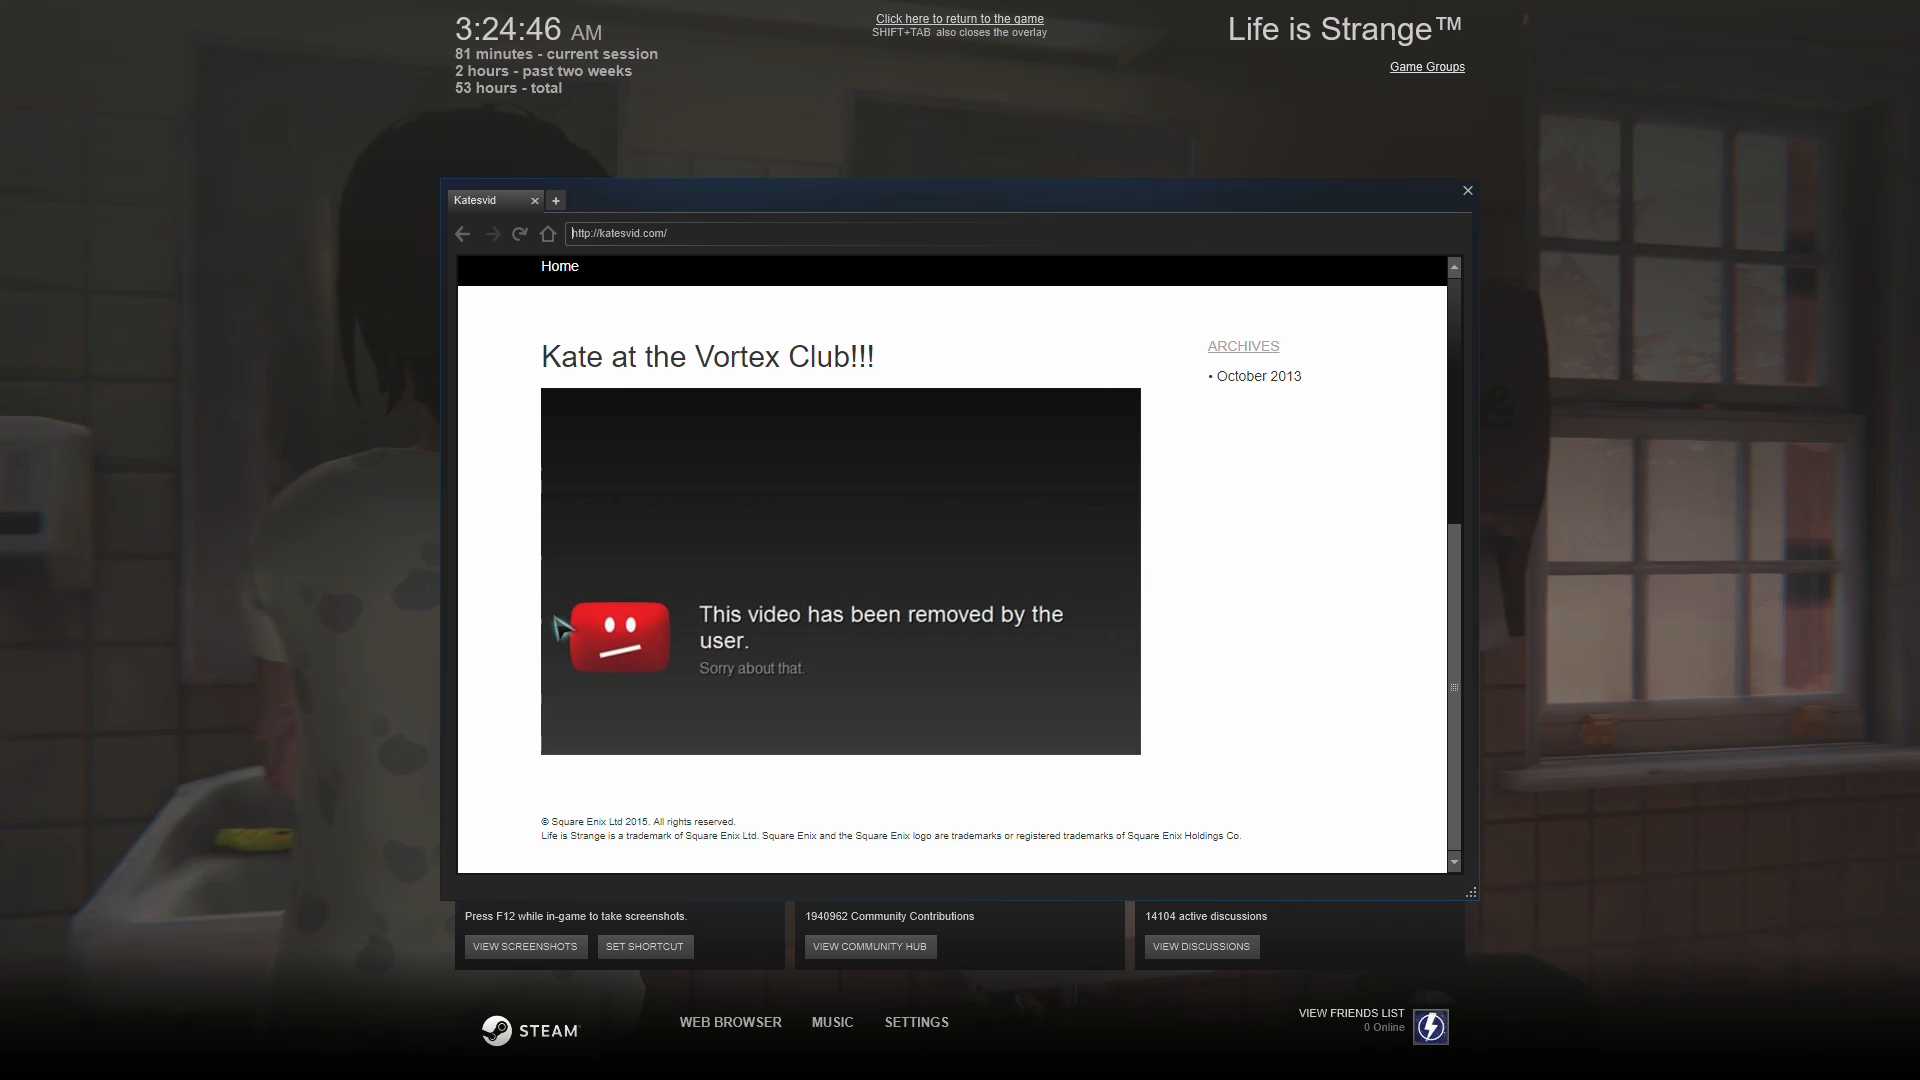 3:24:46 AM
81 minutes - current session
2 hours - past two weeks
53 hours - total
Click here to return to the game
SHIFT+TAB also closes the overlay
Life is Strange™
Game Groups
Katesvid
http://katesvid.com/
Home
Kate at the Vortex Club!!!
This video has been removed by the
user.
Sorry about that.
ARCHIVES
• October 2013
© Square Enix Ltd 2015. All rights reserved.
Life is Strange is a trademark of Square Enix Ltd. Square Enix and the Square Enix logo are trademarks or registered trademarks of Square Enix Holdings Co.
Press F12 while in-game to take screenshots.
VIEW SCREENSHOTS
SET SHORTCUT
1940962 Community Contributions
VIEW COMMUNITY HUB
14104 active discussions
VIEW DISCUSSIONS
STEAM
WEB BROWSER
MUSIC
SETTINGS
VIEW FRIENDS LIST
0 Online